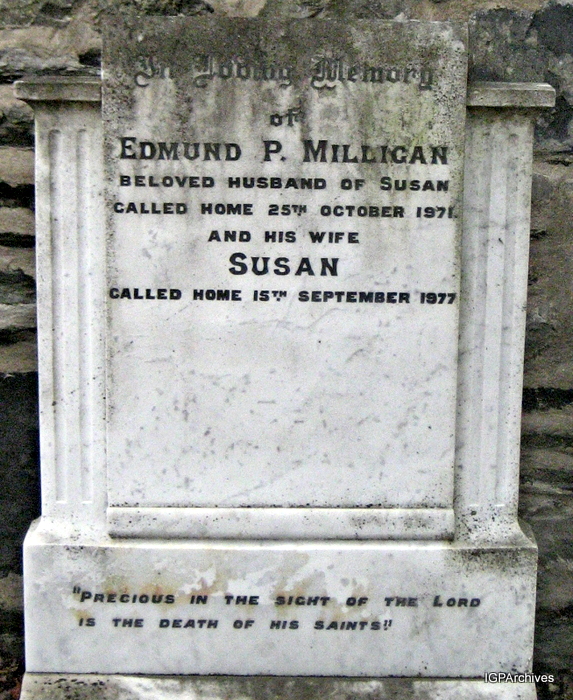 In Loving Memory
of
EDMUND P. MILLIGAN
BELOVED HUSBAND OF SUSAN
CALLED HOME 25TH OCTOBER 1971.
AND HIS WIFE
SUSAN
CALLED HOME 15TH SEPTEMBER 1977
"PRECIOUS IN THE SIGHT OF THE LORD
IS THE DEATH OF HIS SAINTS."
IGPArchives